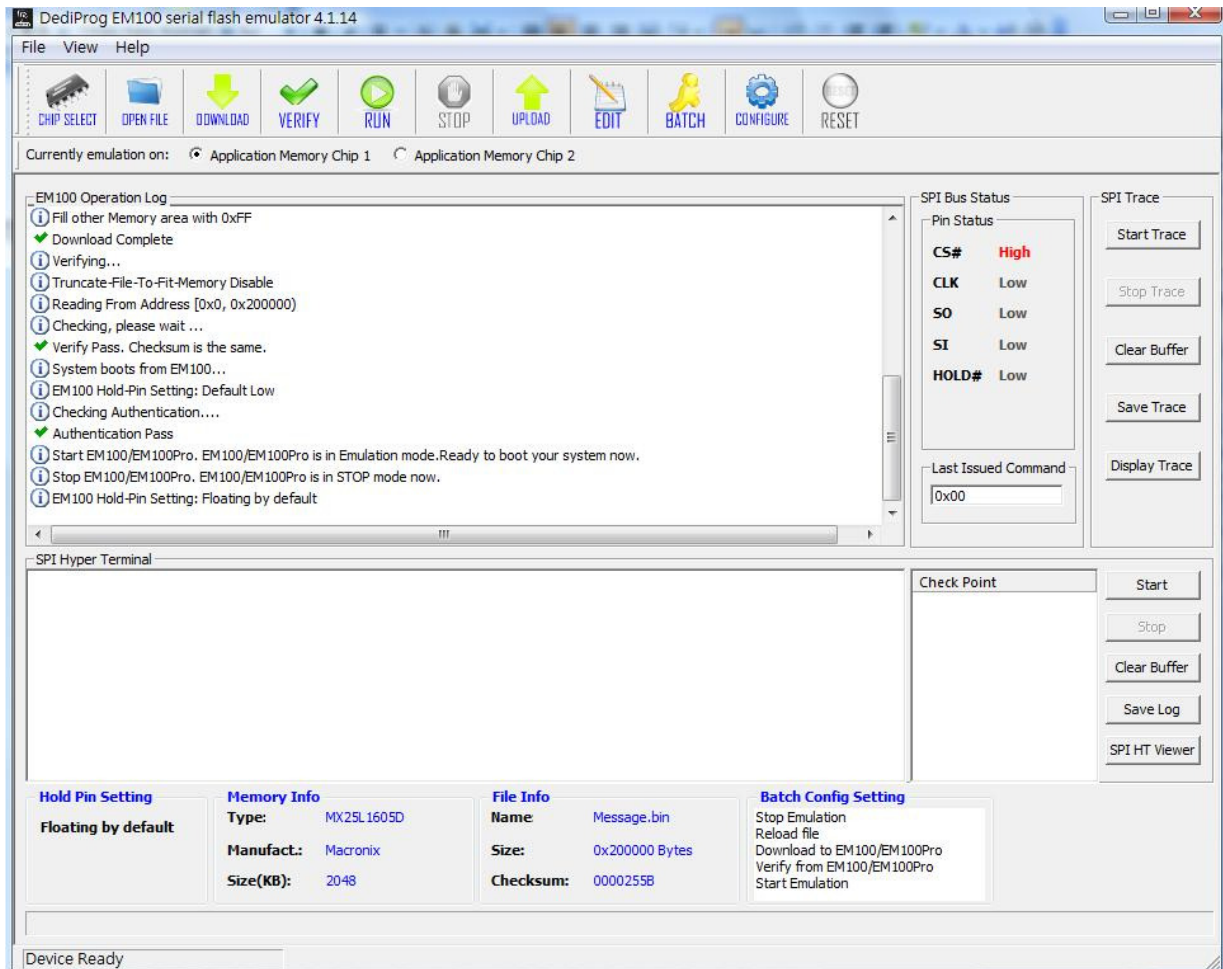 DediProg EM100 serial flash emulator 4.1.14
File View Help
CHIP SELECT OPEN FILE DOWNLOAD VERIFY RUN STOP UPLOAD EDIT BATCH CONFIGURE RESET
Currently emulation on: Application Memory Chip 1 Application Memory Chip 2
EM100 Operation Log
Fill other Memory area with 0xFF
Download Complete
Verifying...
Truncate-File-To-Fit-Memory Disable
Reading From Address [0x0, 0x200000)
Checking, please wait ...
Verify Pass. Checksum is the same.
System boots from EM100...
EM100 Hold-Pin Setting: Default Low
Checking Authentication....
Authentication Pass
Start EM100/EM100Pro. EM100/EM100Pro is in Emulation mode.Ready to boot your system now.
Stop EM100/EM100Pro. EM100/EM100Pro is in STOP mode now.
EM100 Hold-Pin Setting: Floating by default
SPI Bus Status
Pin Status
CS# High
CLK Low
SO Low
SI Low
HOLD# Low
Last Issued Command
0x00
SPI Trace
Start Trace
Stop Trace
Clear Buffer
Save Trace
Display Trace
SPI Hyper Terminal
Check Point
Start
Stop
Clear Buffer
Save Log
SPI HT Viewer
Hold Pin Setting
Floating by default
Memory Info
Type: MX25L1605D
Manufact.: Macronix
Size(KB): 2048
File Info
Name Message.bin
Size: 0x200000 Bytes
Checksum: 0000255B
Batch Config Setting
Stop Emulation
Reload file
Download to EM100/EM100Pro
Verify from EM100/EM100Pro
Start Emulation
Device Ready